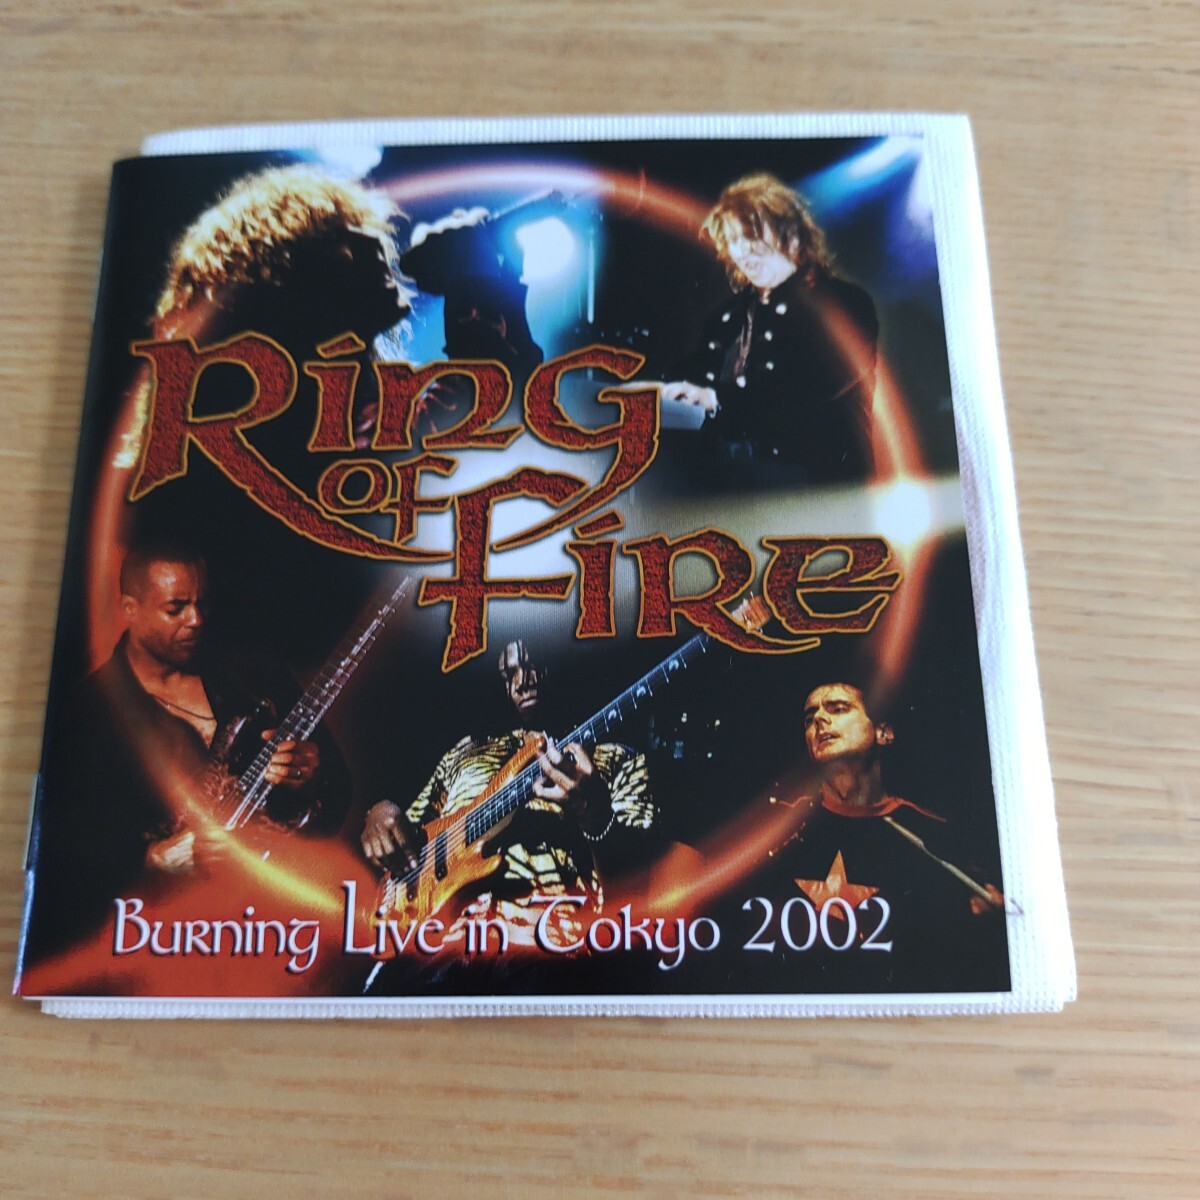 Ring
of
Fire
Burning Live in Tokyo 2002